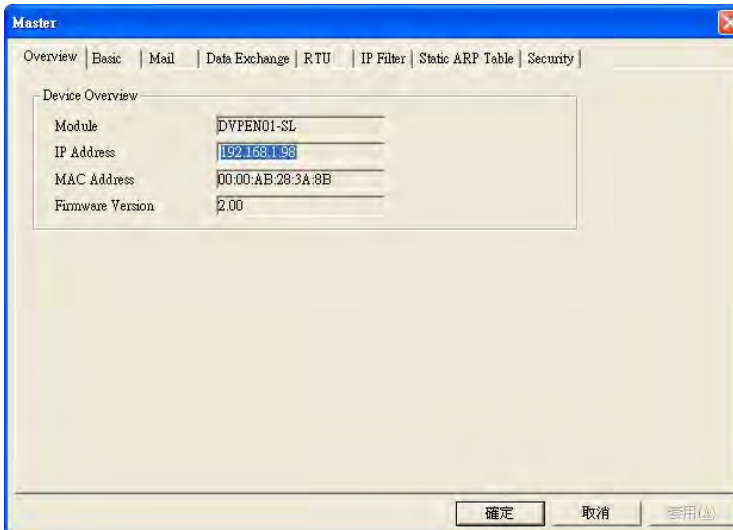 Master
Overview Basic Mail Data Exchange RTU IP Filter Static ARP Table Security
Device Overview
Module DVPEN01-SL
IP Address 192.168.1.98
MAC Address 00:00:AB:28:3A:8B
Firmware Version 2.00
確定 取消 套用(A)